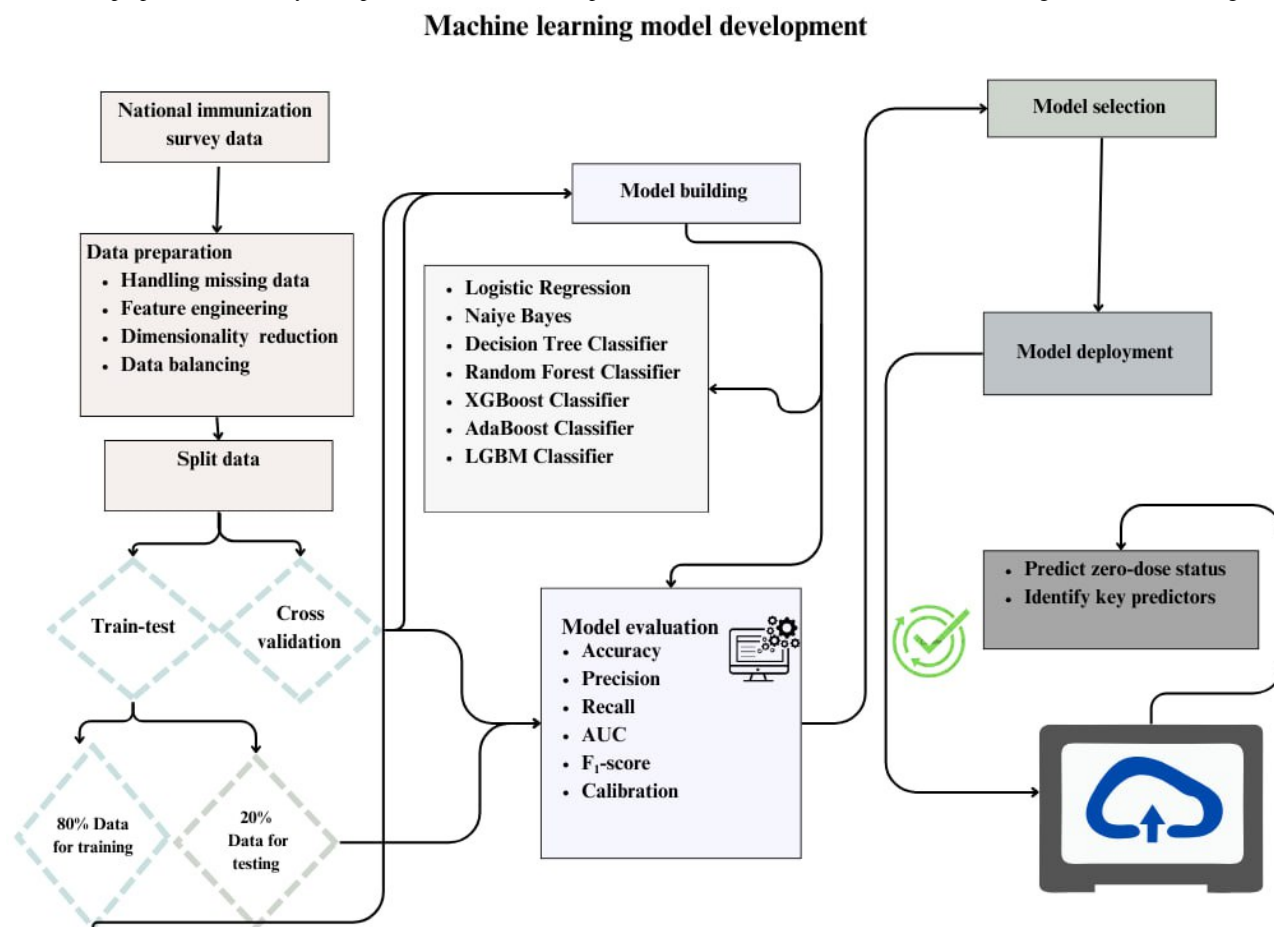 Machine learning model development
National immunization
survey data
Data preparation
• Handling missing data
• Feature engineering
• Dimensionality reduction
• Data balancing
Split data
Train-test
Cross
validation
80% Data
for training
20%
Data for
testing
Model building
• Logistic Regression
• Naiye Bayes
• Decision Tree Classifier
• Random Forest Classifier
• XGBoost Classifier
• AdaBoost Classifier
• LGBM Classifier
Model evaluation
• Accuracy
• Precision
• Recall
• AUC
• F₁-score
• Calibration
Model selection
Model deployment
• Predict zero-dose status
• Identify key predictors